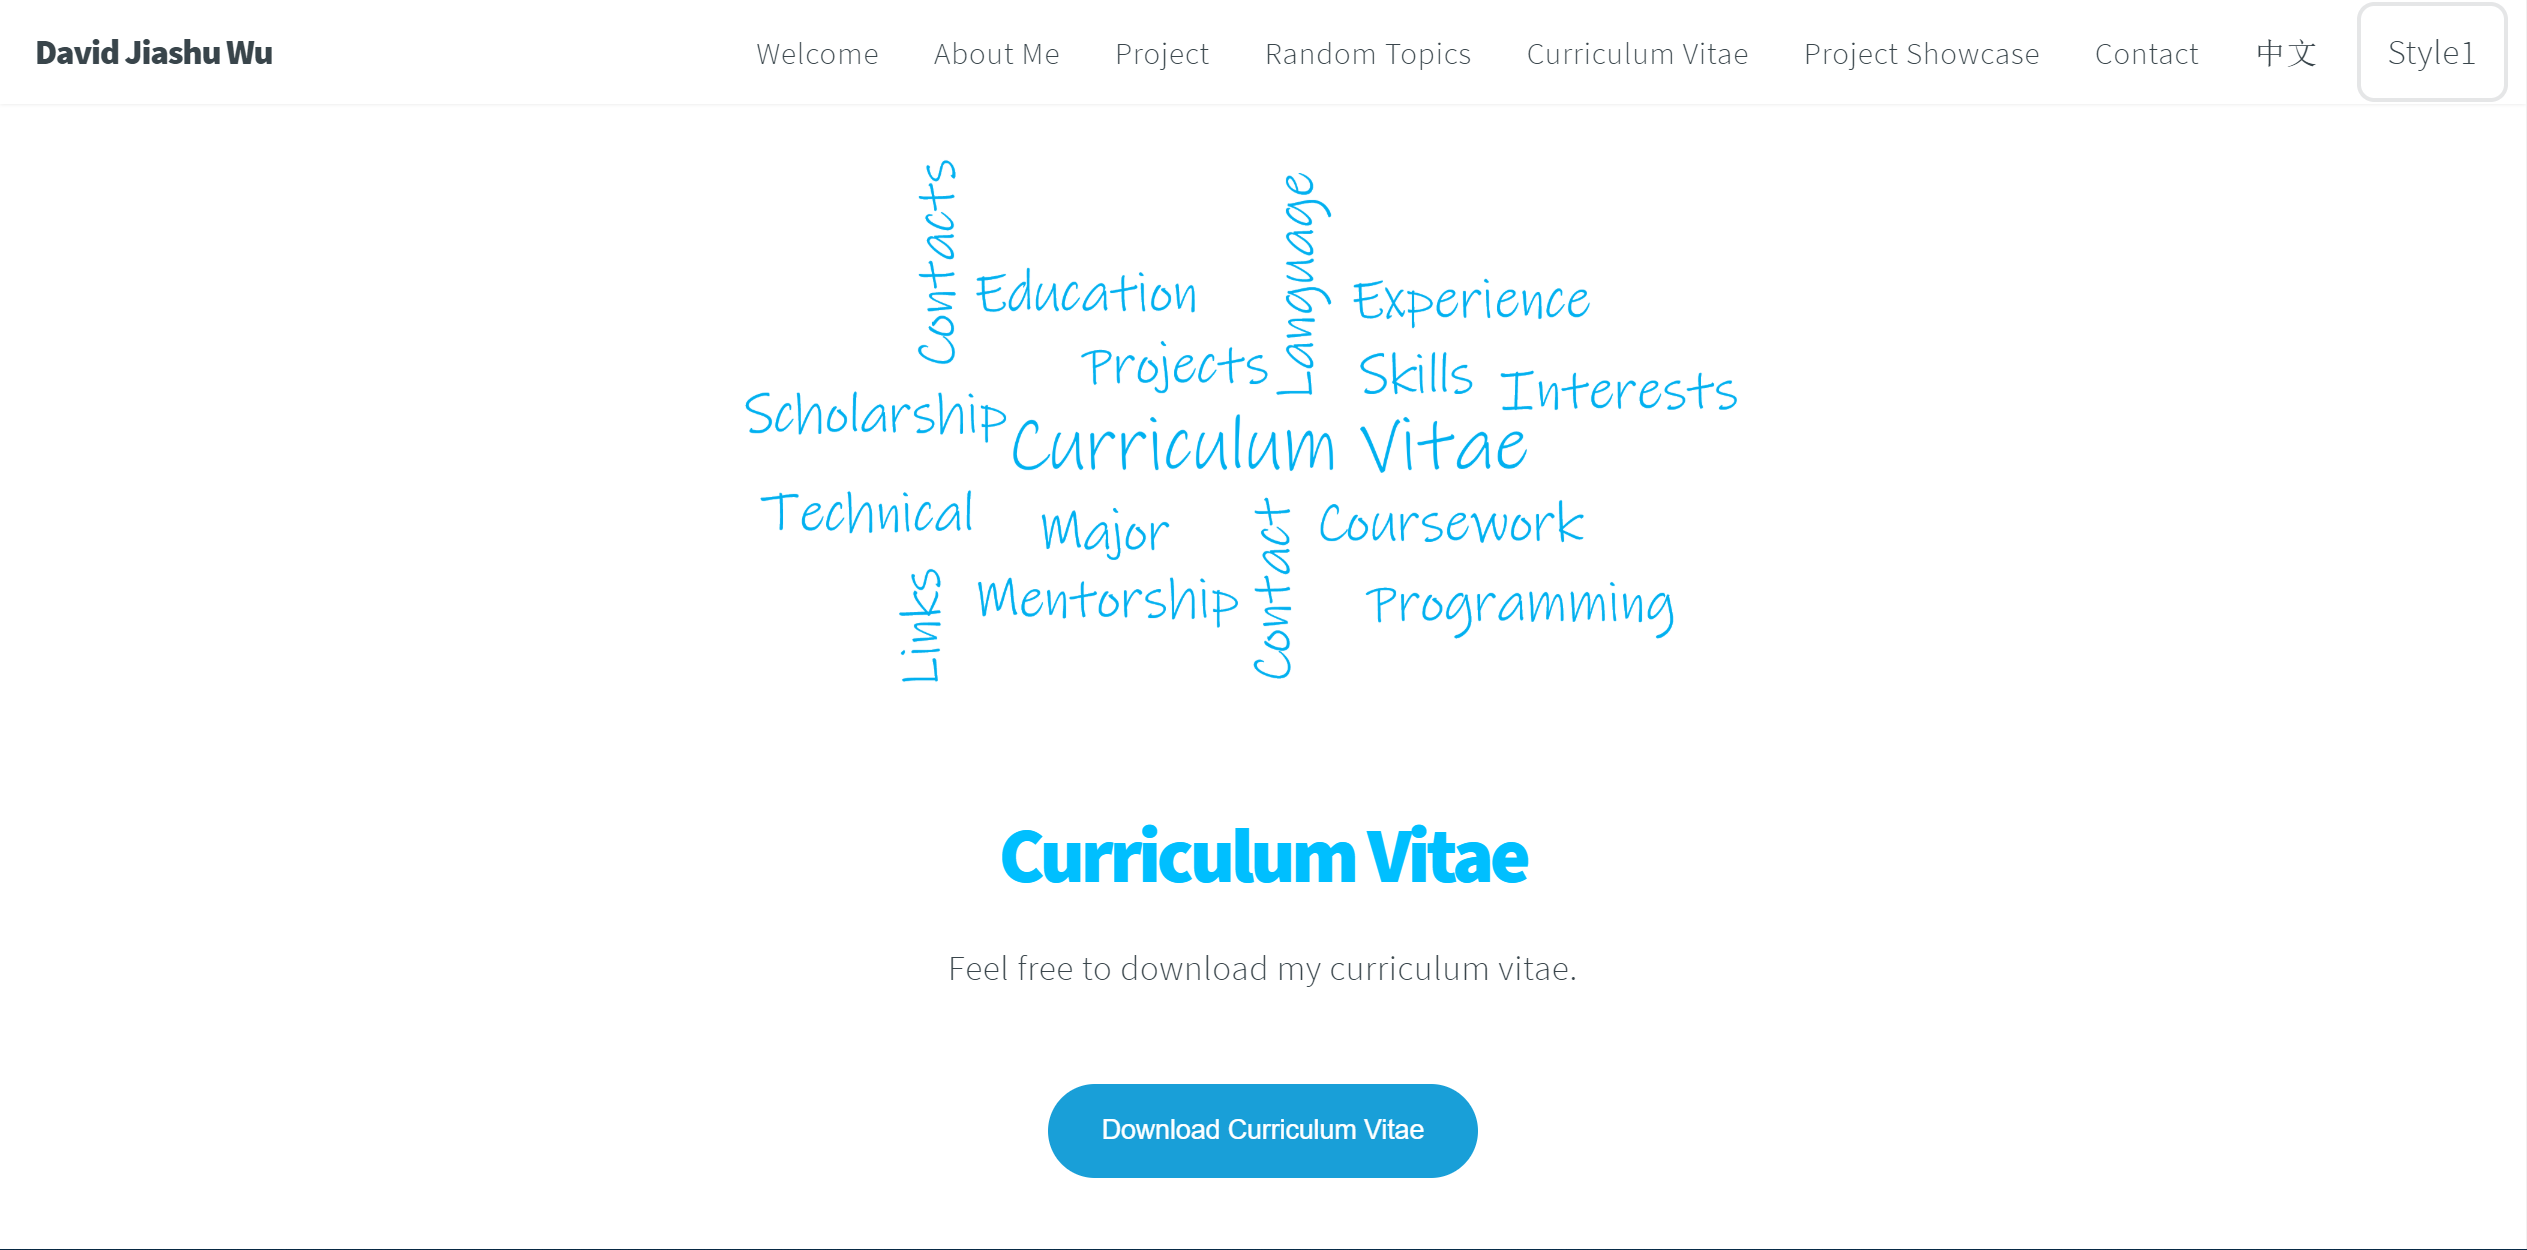 David Jiashu Wu
Welcome About Me Project Random Topics Curriculum Vitae Project Showcase Contact 中文 Style1
Contacts
Language
Education
Experience
Projects
Skills
Interests
Scholarship
Curriculum Vitae
Technical
Major
Contact
Coursework
Links
Mentorship
Programming
Curriculum Vitae
Feel free to download my curriculum vitae.
Download Curriculum Vitae